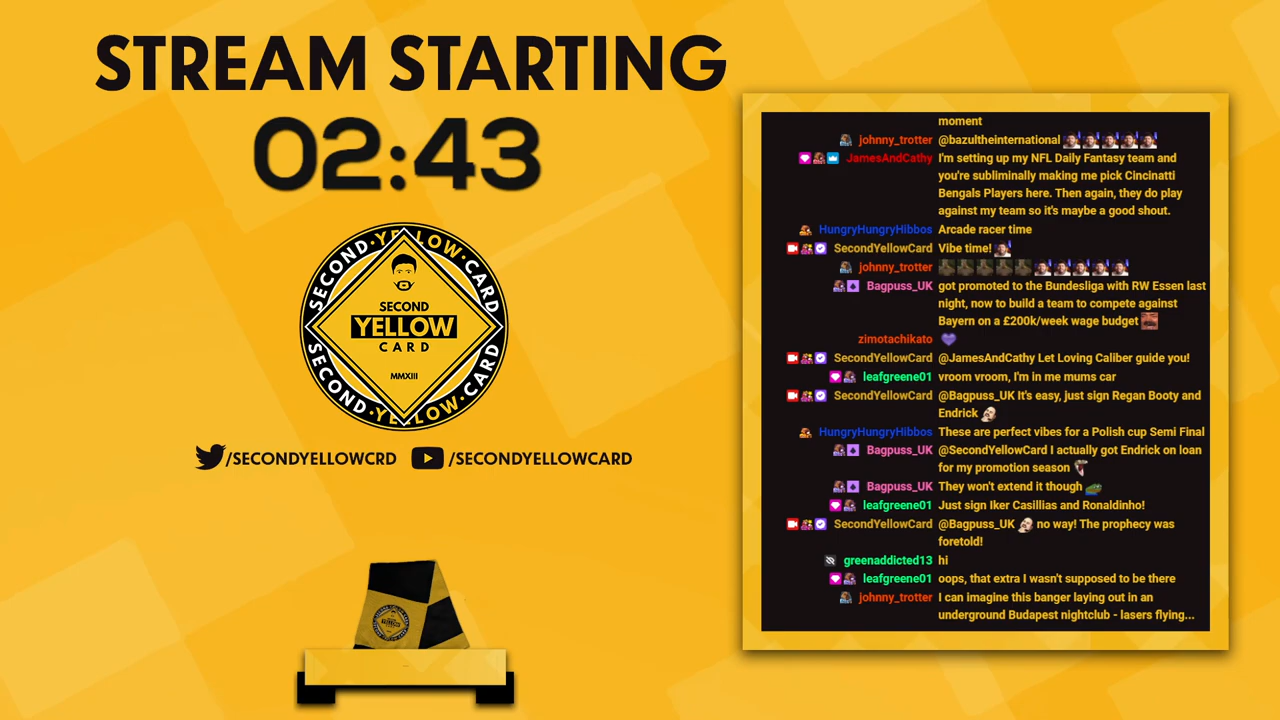 STREAM STARTING
02:43
SECOND·YELLOW·CARD
SECOND
YELLOW
CARD
MMXIII
SECOND·YELLOW·CARD
/SECONDYELLOWCRD /SECONDYELLOWCARD
moment
johnny_trotter @bazultheinternational
JamesAndCathy I'm setting up my NFL Daily Fantasy team and
you're subliminally making me pick Cincinatti
Bengals Players here. Then again, they do play
against my team so it's maybe a good shout.
HungryHungryHibbos Arcade racer time
SecondYellowCard Vibe time!
johnny_trotter
Bagpuss_UK got promoted to the Bundesliga with RW Essen last
night, now to build a team to compete against
Bayern on a £200k/week wage budget
zimotachikato
SecondYellowCard @JamesAndCathy Let Loving Caliber guide you!
leafgreene01 vroom vroom, I'm in me mums car
SecondYellowCard @Bagpuss_UK It's easy, just sign Regan Booty and
Endrick
HungryHungryHibbos These are perfect vibes for a Polish cup Semi Final
Bagpuss_UK @SecondYellowCard I actually got Endrick on loan
for my promotion season
Bagpuss_UK They won't extend it though
leafgreene01 Just sign Iker Casillias and Ronaldinho!
SecondYellowCard @Bagpuss_UK no way! The prophecy was
foretold!
greenaddicted13 hi
leafgreene01 oops, that extra I wasn't supposed to be there
johnny_trotter I can imagine this banger laying out in an
underground Budapest nightclub - lasers flying...